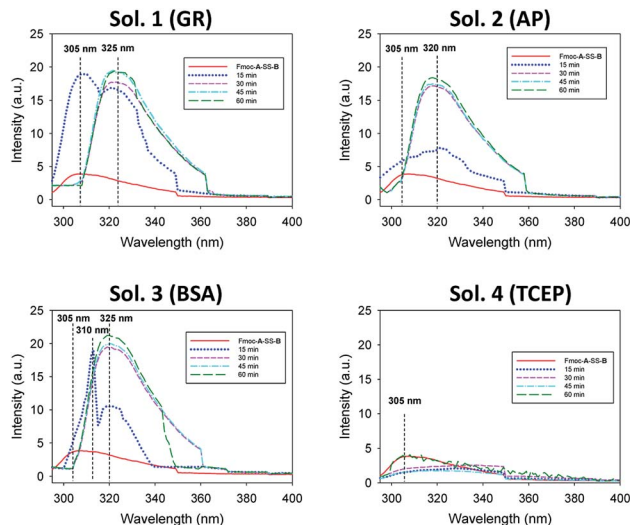 Sol. 1 (GR)
305 nm 325 nm
Fmoc-A-SS-B
15 min
30 min
45 min
60 min
Intensity (a.u.)
25
20
15
10
5
0
300 320 340 360 380 400
Wavelength (nm)
Sol. 2 (AP)
305 nm 320 nm
Fmoc-A-SS-B
15 min
30 min
45 min
60 min
Intensity (a.u.)
25
20
15
10
5
0
300 320 340 360 380 400
Wavelength (nm)
Sol. 3 (BSA)
305 nm 325 nm
310 nm
Fmoc-A-SS-B
15 min
30 min
45 min
60 min
Intensity (a.u.)
25
20
15
10
5
0
300 320 340 360 380 400
Wavelength (nm)
Sol. 4 (TCEP)
305 nm
Fmoc-A-SS-B
15 min
30 min
45 min
60 min
Intensity (a.u.)
25
20
15
10
5
0
300 320 340 360 380 400
Wavelength (nm)